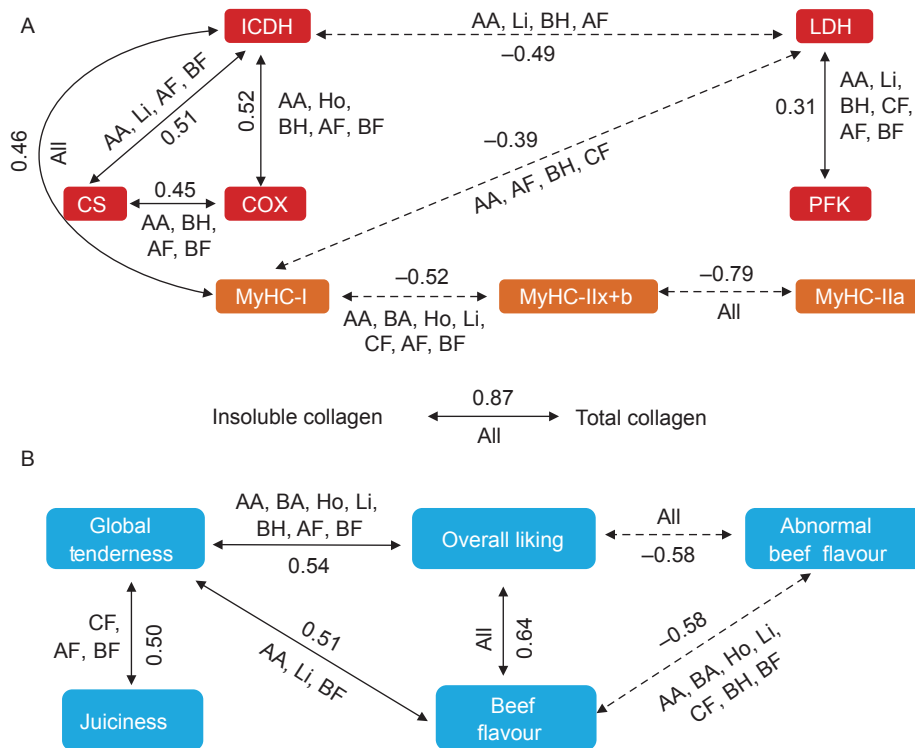 A
ICDH
AA, Li, BH, AF
–0.49
LDH
AA, Li, AF, BF
0.51
0.52
AA, Ho,
BH, AF, BF
0.46
All
–0.39
AA, AF, BH, CF
0.31
AA, Li,
BH, CF,
AF, BF
CS
0.45
AA, BH,
AF, BF
COX
PFK
MyHC-I
–0.52
AA, BA, Ho, Li,
CF, AF, BF
MyHC-IIx+b
–0.79
All
MyHC-IIa
Insoluble collagen
0.87
All
Total collagen
B
Global
tenderness
AA, BA, Ho, Li,
BH, AF, BF
0.54
Overall liking
All
–0.58
Abnormal
beef flavour
CF,
AF, BF
0.50
0.51
AA, Li, BF
All
0.64
–0.58
AA, BA, Ho, Li,
CF, BH, BF
Juiciness
Beef
flavour